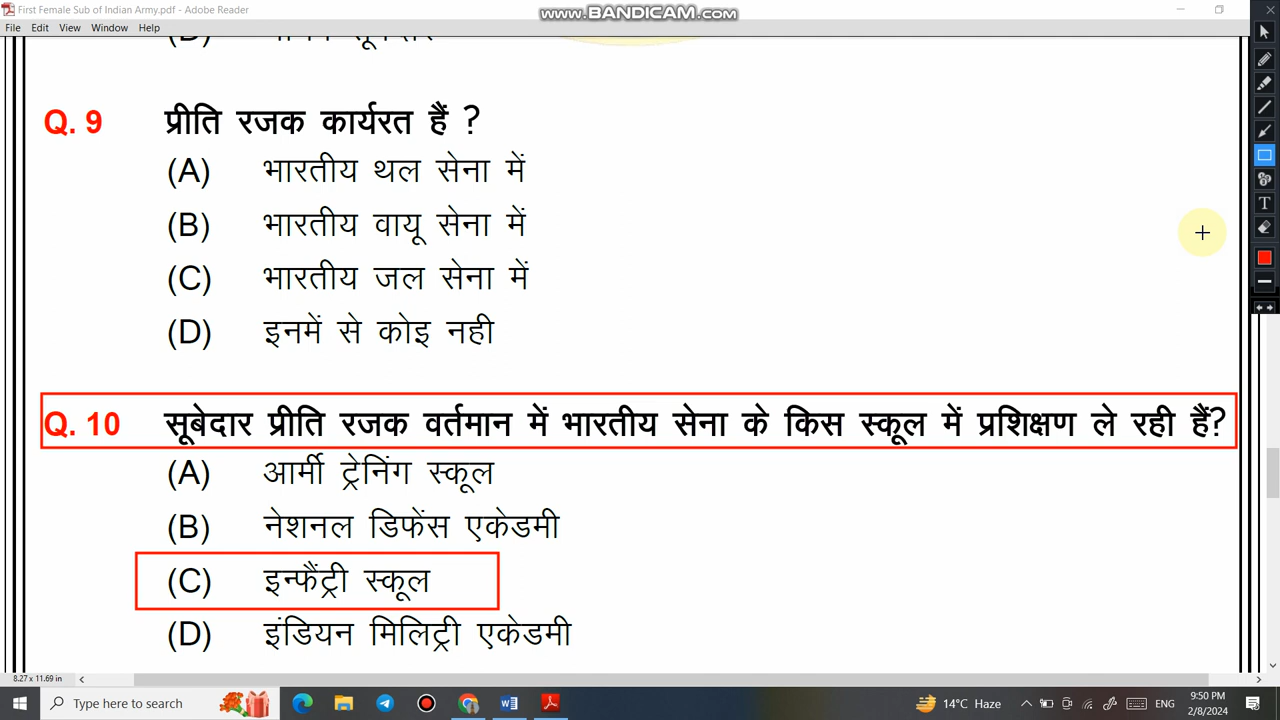 First Female Sub of Indian Army.pdf - Adobe Reader
www.BANDICAM.com
File Edit View Window Help
Q. 9 प्रीति रजक कार्यरत हैं ?
(A) भारतीय थल सेना में
(B) भारतीय वायू सेना में
(C) भारतीय जल सेना में
(D) इनमें से कोइ नही
Q. 10 सूबेदार प्रीति रजक वर्तमान में भारतीय सेना के किस स्कूल में प्रशिक्षण ले रही हैं?
(A) आर्मी ट्रेनिंग स्कूल
(B) नेशनल डिफेंस एकेडमी
(C) इन्फैंट्री स्कूल
(D) इंडियन मिलिट्री एकेडमी
8.27 x 11.69 in
Type here to search
14°C Haze
ENG
9:50 PM
2/8/2024